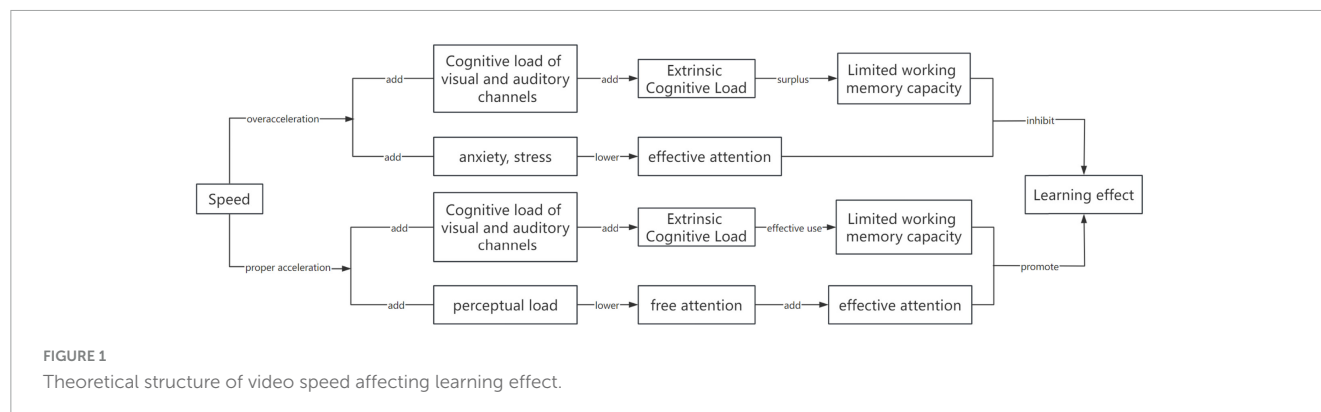 Speed
overacceleration
add
Cognitive load of
visual and auditory
channels
add
Extrinsic
Cognitive Load
surplus
Limited working
memory capacity
add
anxiety, stress
lower
effective attention
inhibit
Learning effect
proper acceleration
add
Cognitive load of
visual and auditory
channels
add
Extrinsic
Cognitive Load
effective use
Limited working
memory capacity
add
perceptual load
lower
free attention
add
effective attention
promote
FIGURE 1
Theoretical structure of video speed affecting learning effect.